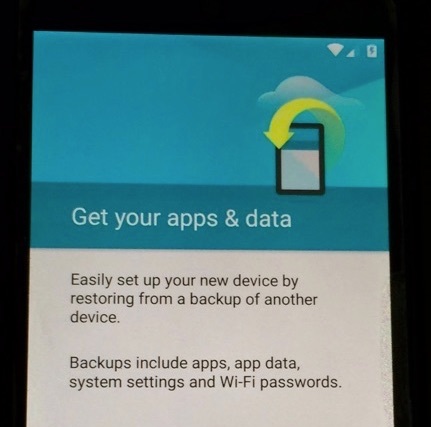 Get your apps & data
Easily set up your new device by
restoring from a backup of another
device.
Backups include apps, app data,
system settings and Wi-Fi passwords.